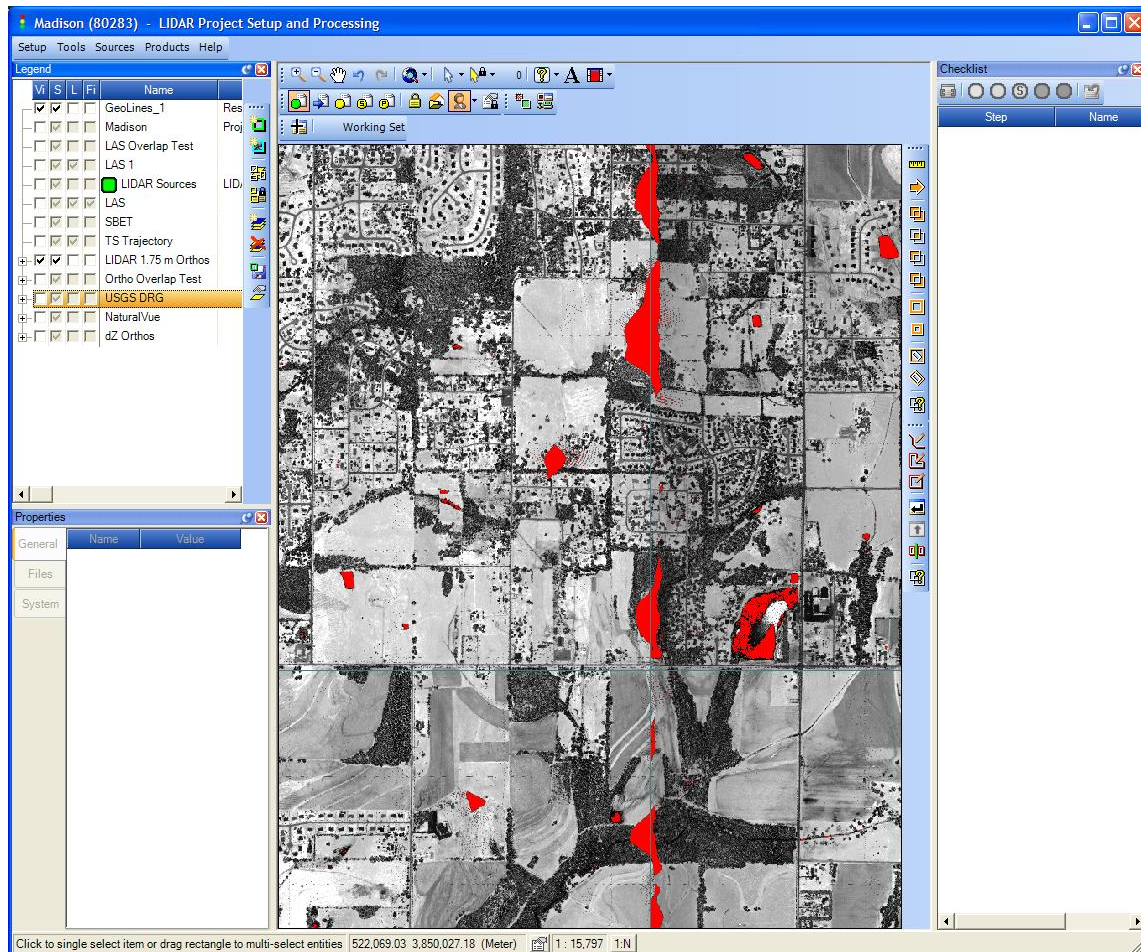 Madison (80283) - LIDAR Project Setup and Processing
Setup Tools Sources Products Help
Legend
Vi S L Fi Name
GeoLines_1 Res
Madison Proj
LAS Overlap Test
LAS 1
LIDAR Sources LIDA
LAS
SBET
TS Trajectory
LIDAR 1.75 m Orthos
Ortho Overlap Test
USGS DRG
NaturalVue
dZ Orthos
0 A
Working Set
Properties
General Name Value
Files
System
Checklist
Step Name
Click to single select item or drag rectangle to multi-select entities 522,069.03 3,850,027.18 (Meter) 1 : 15,797 1:N